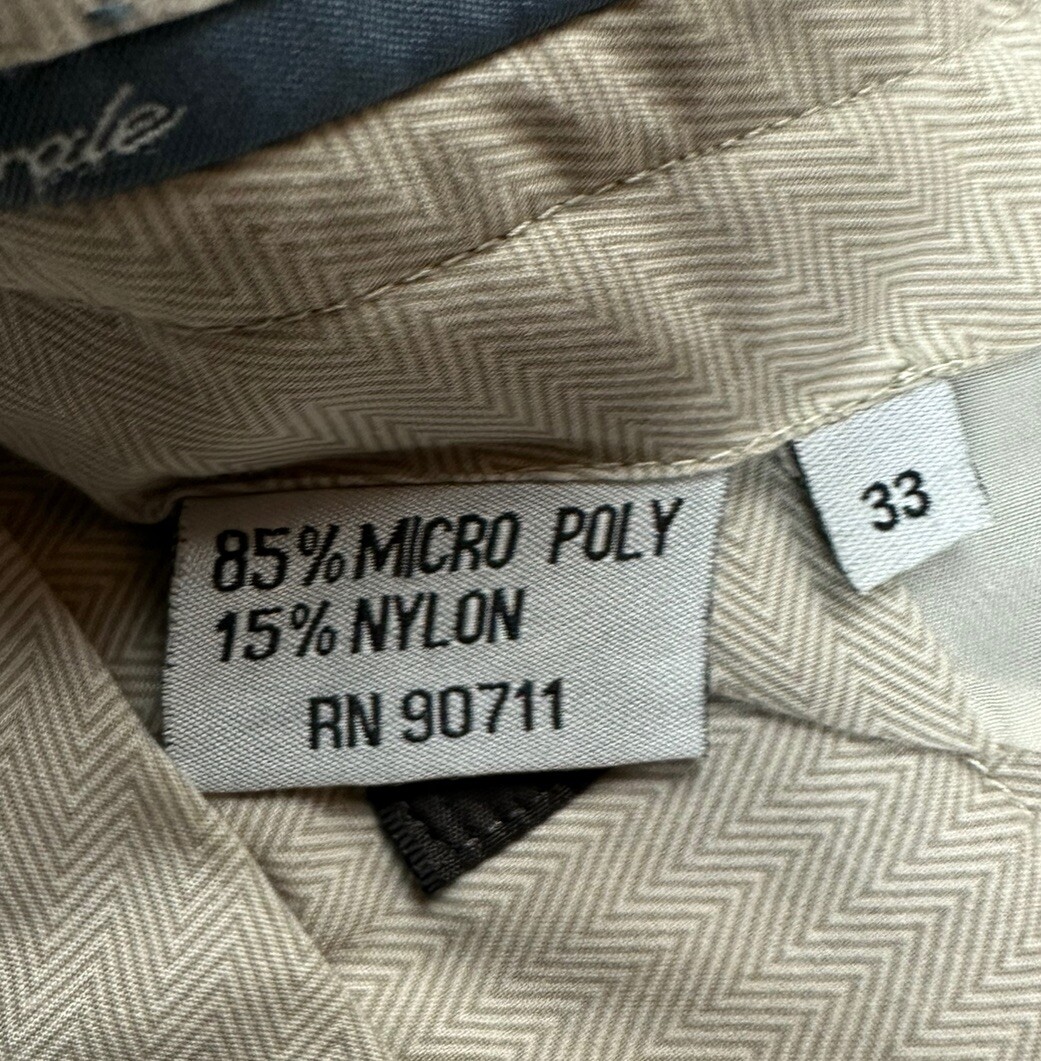 85% MICRO POLY
15% NYLON
RN 90711
33